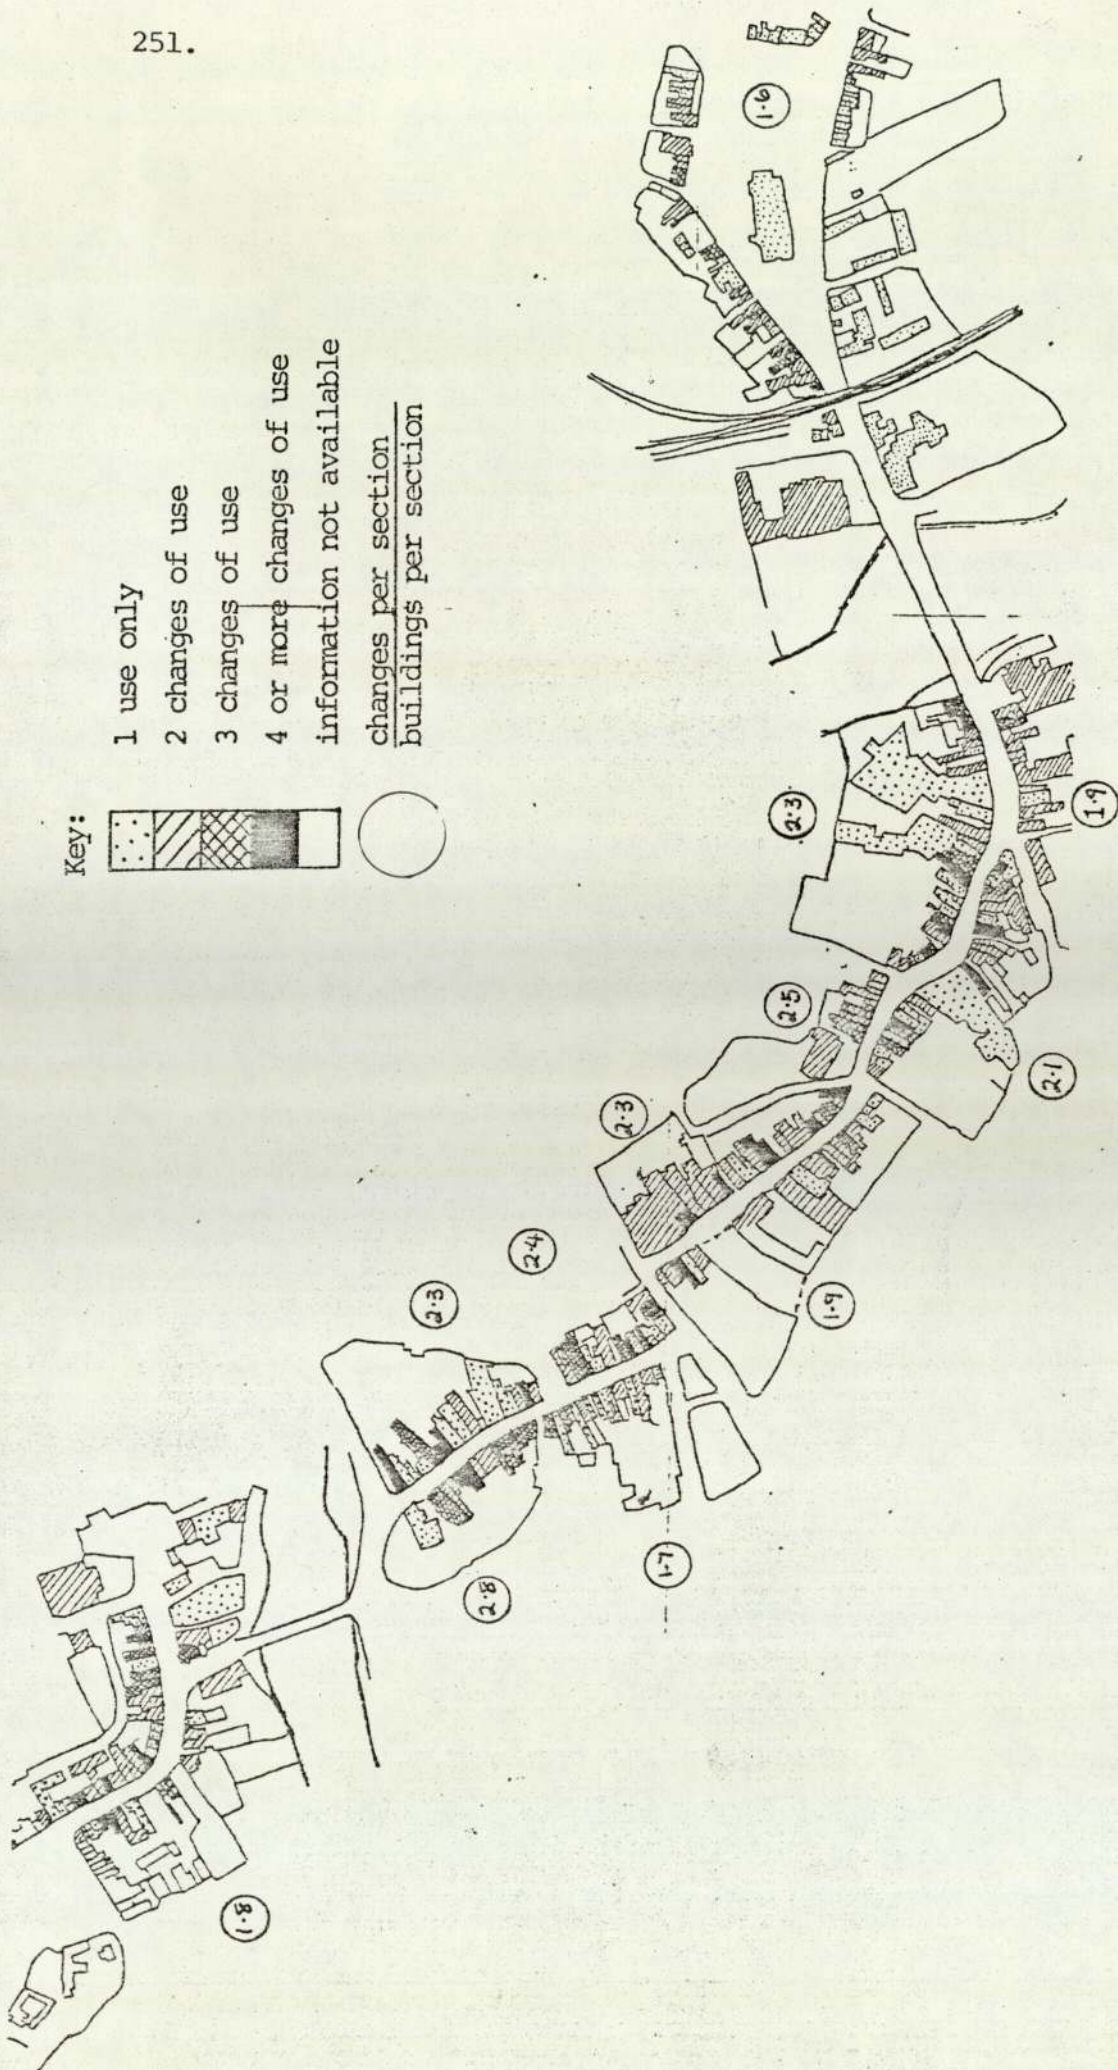 251.
Key:
1 use only
2 changes of use
3 changes of use
4 or more changes of use
information not available
changes per section
buildings per section
1.6
2.3
1.9
2.5
2.1
2.3
1.9
2.4
2.3
1.7
2.8
1.8